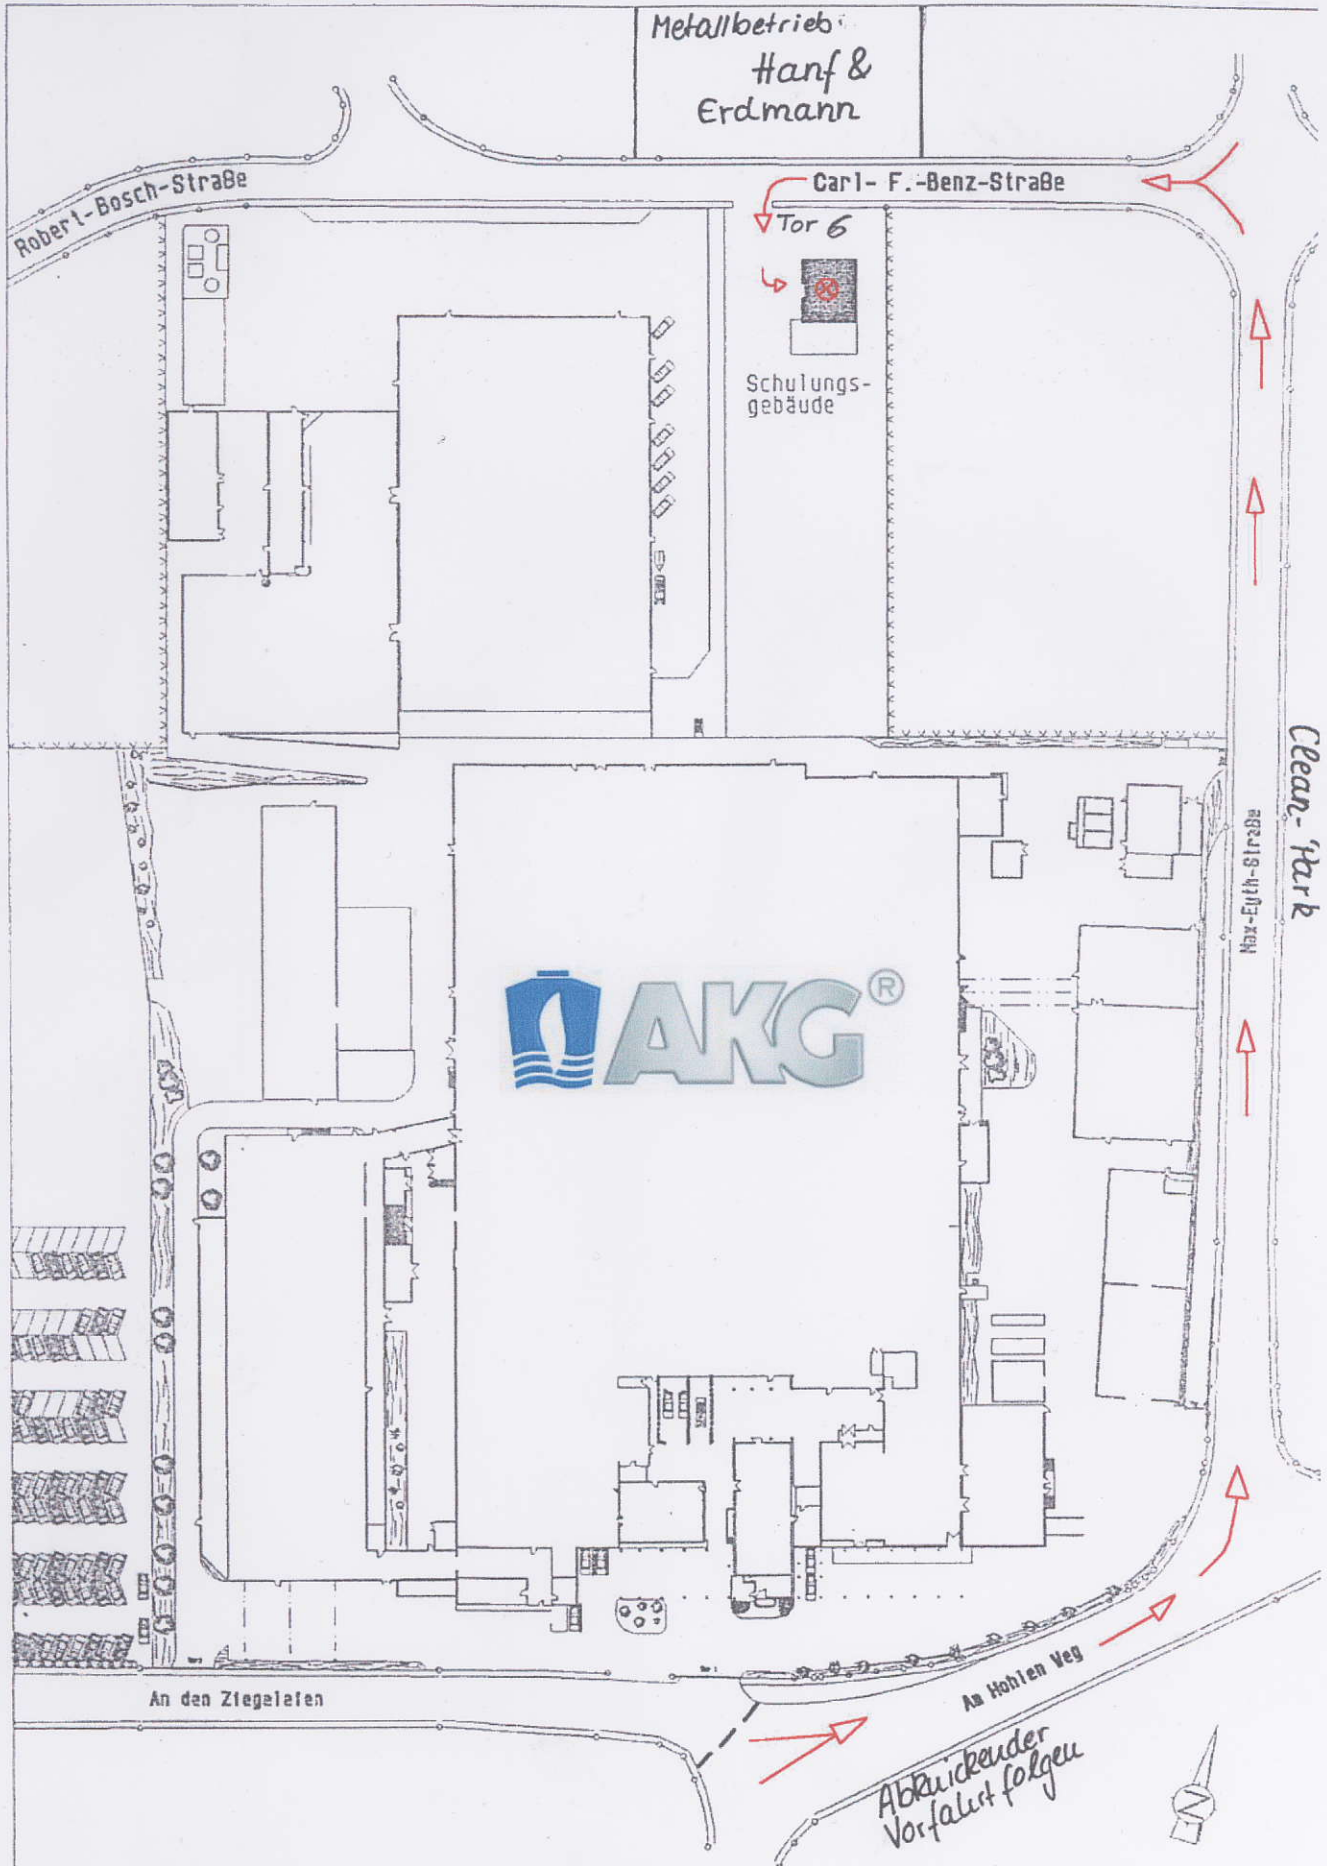 Metallbetrieb:
Hanf &
Erdmann
Robert-Bosch-Straße
Carl- F.-Benz-Straße
Tor 6
Schulungs-
gebäude
Clean-Park
Max-Eyth-Straße
AKG®
An den Ziegeleien
Am Hohlen Weg
Abknickender
Vorfahrt folgen
N